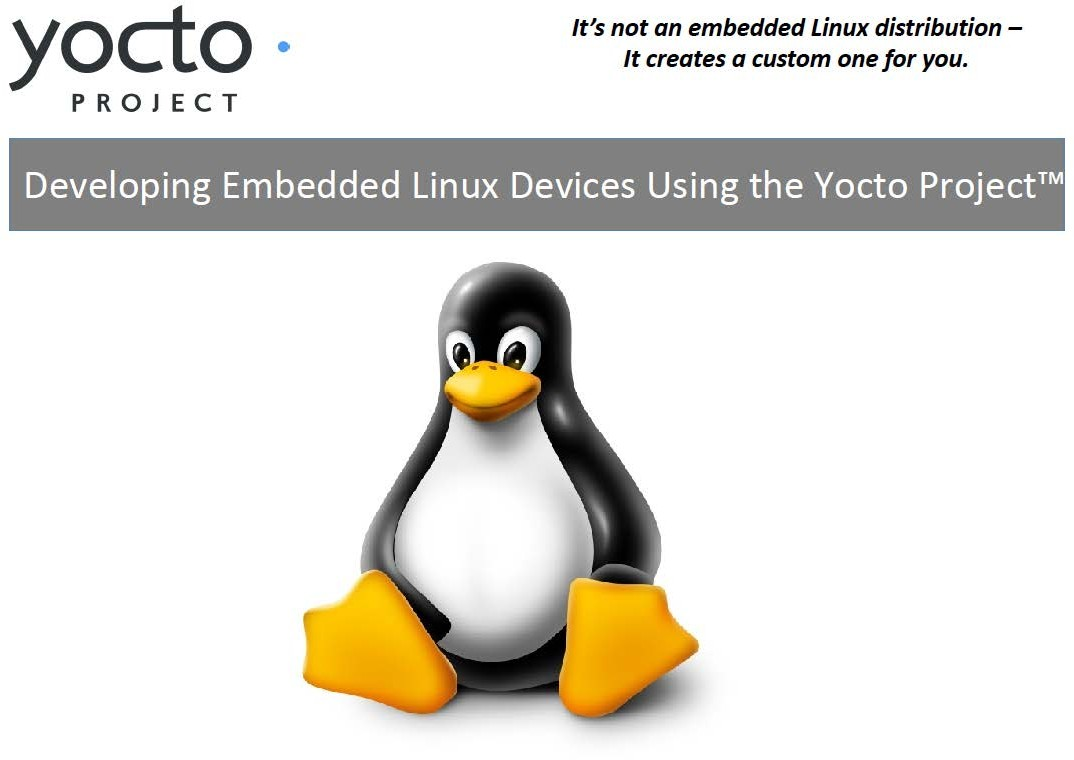 yocto
PROJECT
It's not an embedded Linux distribution –
It creates a custom one for you.
Developing Embedded Linux Devices Using the Yocto Project™